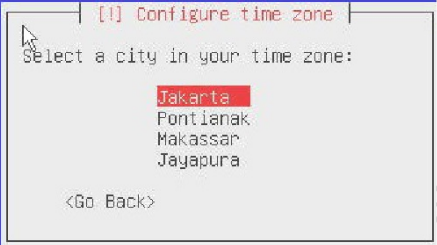 [!] Configure time zone
Select a city in your time zone:
Jakarta
Pontianak
Makassar
Jayapura
<Go Back>